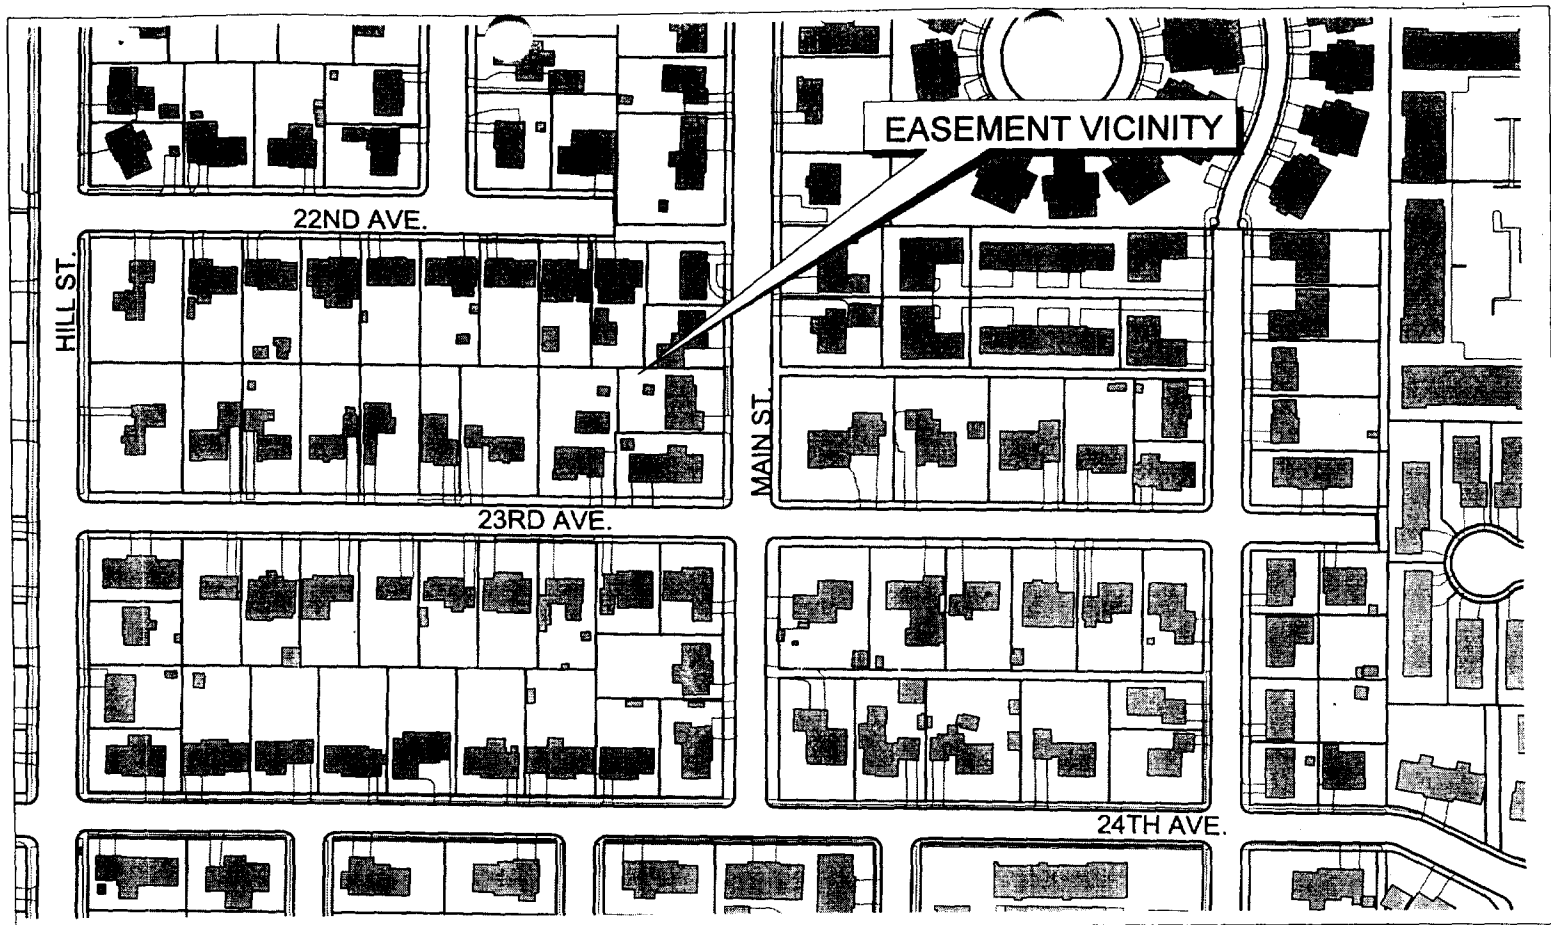 EASEMENT VICINITY
22ND AVE.
HILL ST.
MAIN ST.
23RD AVE.
24TH AVE.